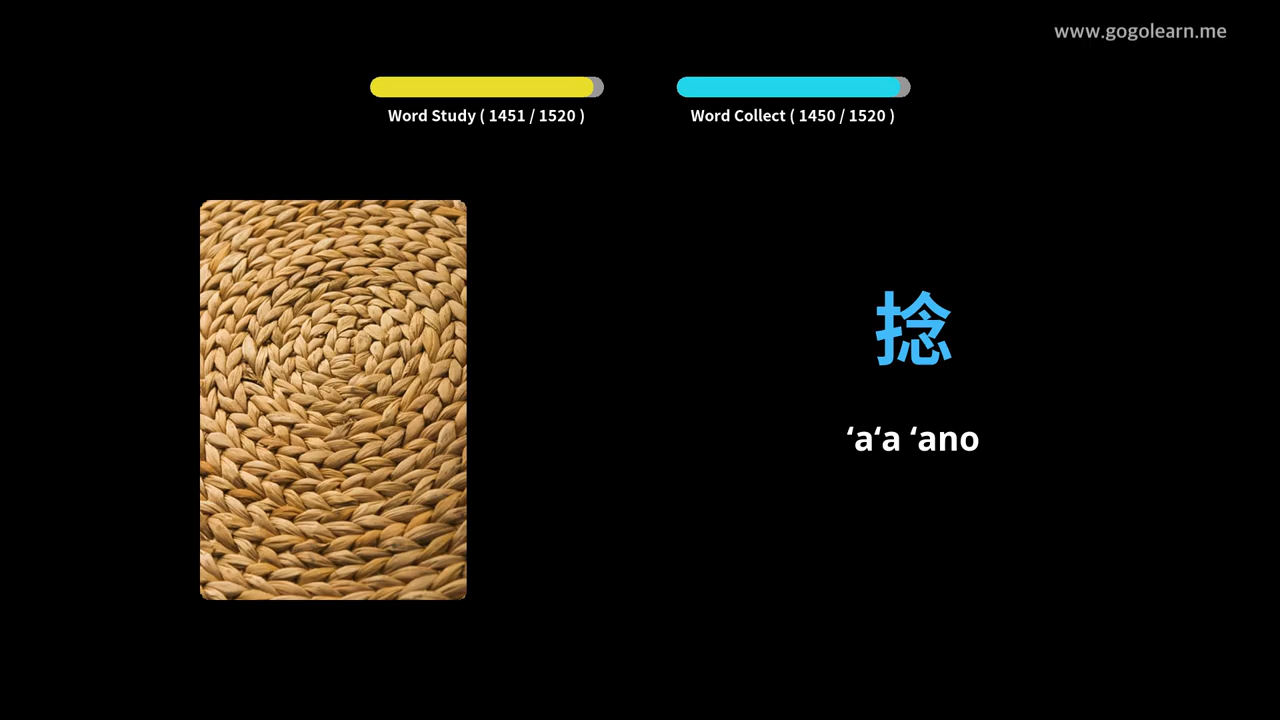 www.gogolearn.me
Word Study ( 1451 / 1520 )
Word Collect ( 1450 / 1520 )
捻
ʻaʻa ʻano